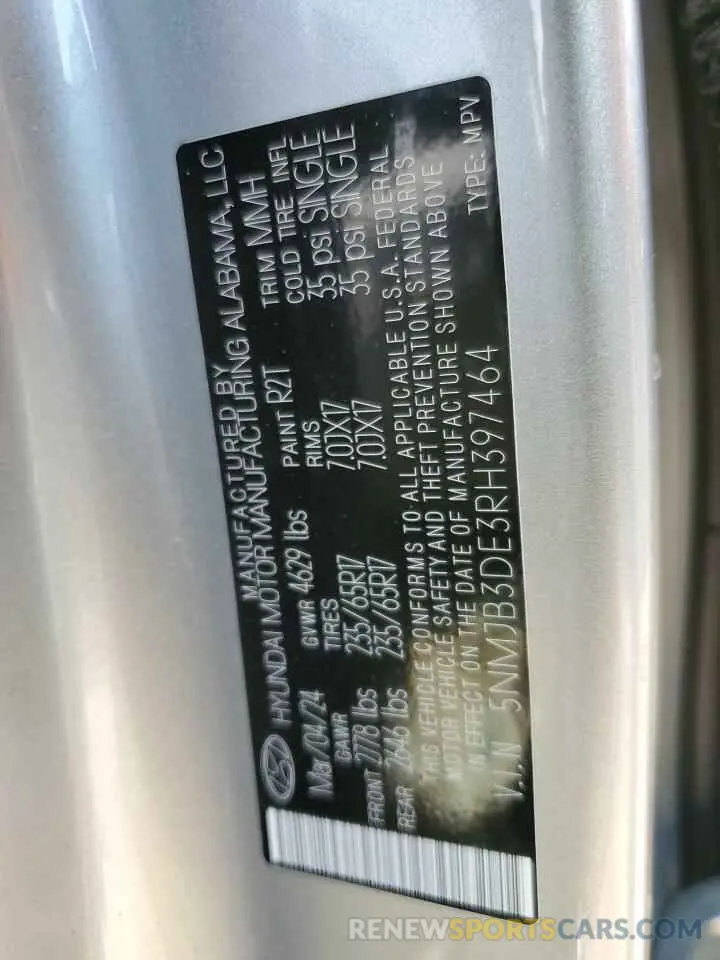 MANUFACTURED BY
HYUNDAI MOTOR MANUFACTURING ALABAMA, LLC
Mar/04/24 GVWR 4629 lbs PAINT R2T TRIM MMH
GAWR TIRES RIMS COLD TIRE INFL
FRONT 2778 lbs 235/65R17 7.0JX17 35 psi SINGLE
REAR 2646 lbs 235/65R17 7.0JX17 35 psi SINGLE
THIS VEHICLE CONFORMS TO ALL APPLICABLE U.S.A. FEDERAL
MOTOR VEHICLE SAFETY AND THEFT PREVENTION STANDARDS
IN EFFECT ON THE DATE OF MANUFACTURE SHOWN ABOVE
V.I.N 5NMJB3DE3RH397464 TYPE: MPV
RENEWSPORTSCARS.COM